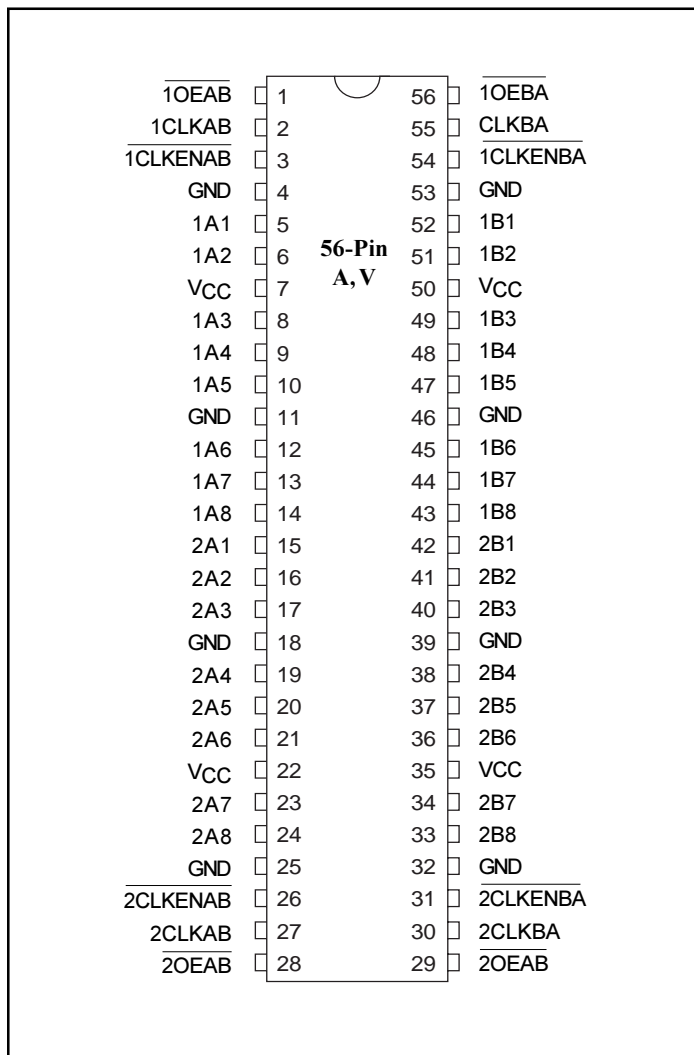 1OEAB 1 56 1OEBA
1CLKAB 2 55 CLKBA
1CLKENAB 3 54 1CLKENBA
GND 4 53 GND
1A1 5 52 1B1
1A2 6 51 1B2
56-Pin
A, V
VCC 7 50 VCC
1A3 8 49 1B3
1A4 9 48 1B4
1A5 10 47 1B5
GND 11 46 GND
1A6 12 45 1B6
1A7 13 44 1B7
1A8 14 43 1B8
2A1 15 42 2B1
2A2 16 41 2B2
2A3 17 40 2B3
GND 18 39 GND
2A4 19 38 2B4
2A5 20 37 2B5
2A6 21 36 2B6
VCC 22 35 VCC
2A7 23 34 2B7
2A8 24 33 2B8
GND 25 32 GND
2CLKENAB 26 31 2CLKENBA
2CLKAB 27 30 2CLKBA
2OEAB 28 29 2OEAB